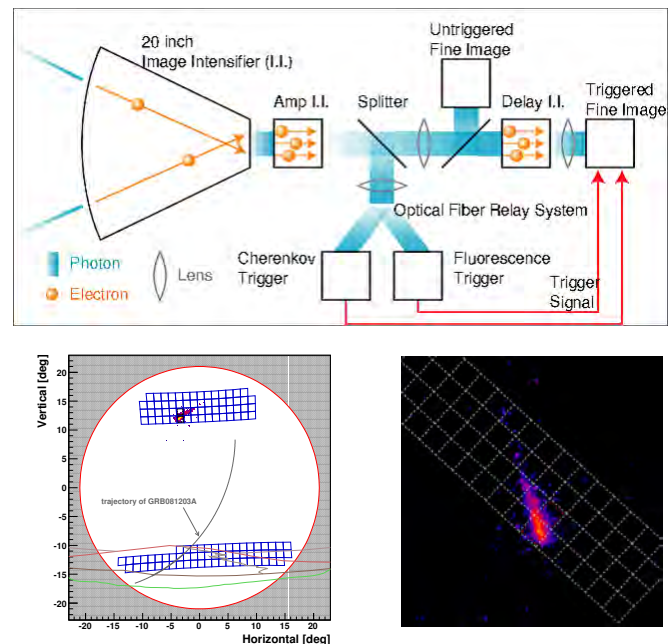 20 inch
Image Intensifier (I.I.)
Amp I.I.
Splitter
Untriggered
Fine Image
Delay I.I.
Triggered
Fine Image
Optical Fiber Relay System
Photon
Electron
Lens
Cherenkov
Trigger
Fluorescence
Trigger
Trigger
Signal
Vertical [deg]
20
15
10
5
0
-5
-10
-15
-20
trajectory of GRB081203A
-20 -15 -10 -5 0 5 10 15 20
Horizontal [deg]